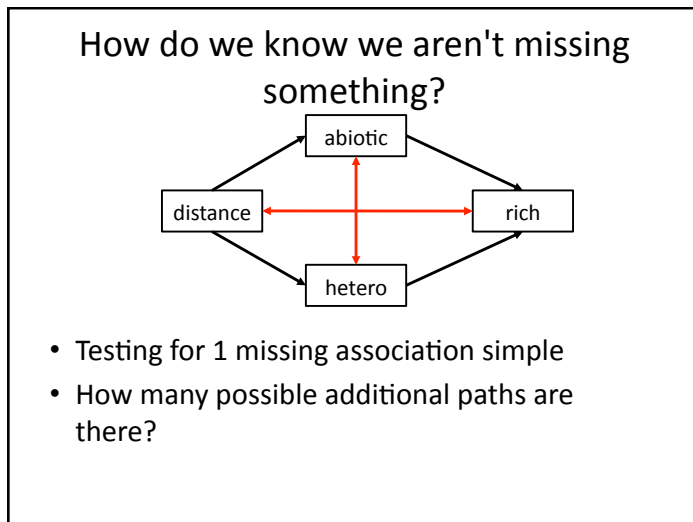 How do we know we aren't missing
something?
abiotic
distance
rich
hetero
• Testing for 1 missing association simple
• How many possible additional paths are
there?